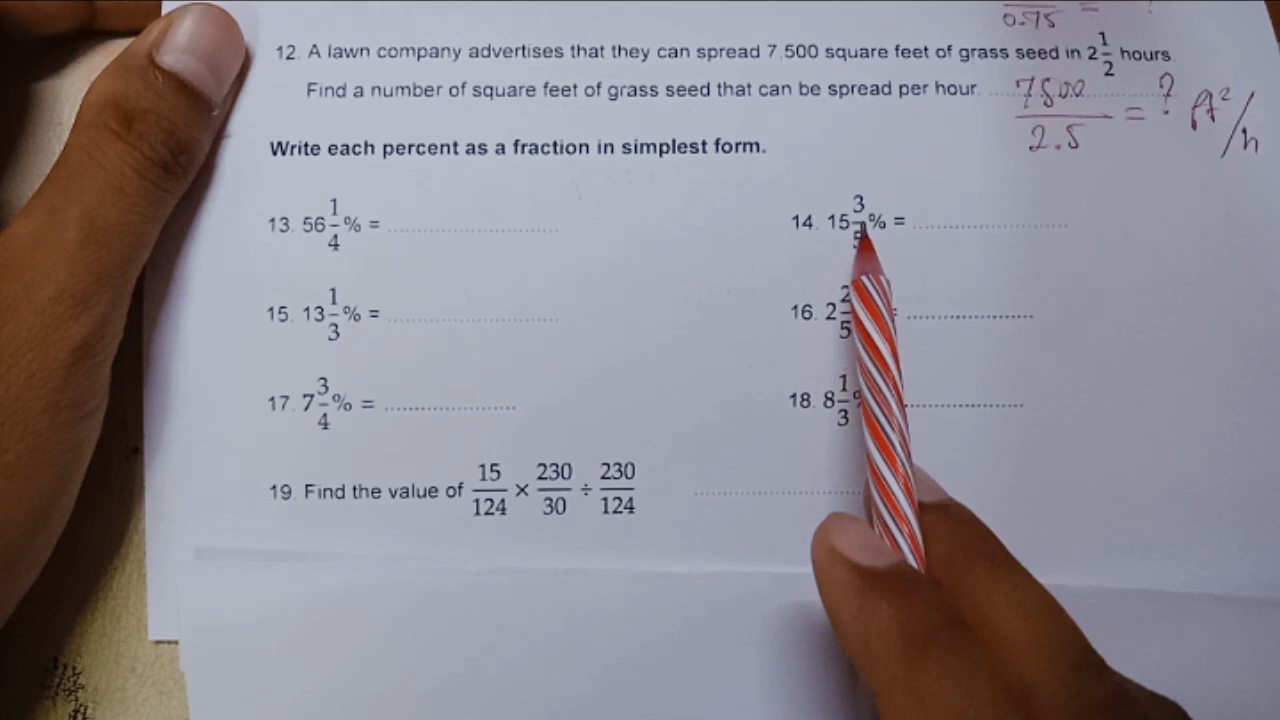 0.75 = ?
12. A lawn company advertises that they can spread 7,500 square feet of grass seed in 2 1/2 hours.
Find a number of square feet of grass seed that can be spread per hour. ....................
7500/2.5 = ? ft²/h
Write each percent as a fraction in simplest form.
13. 56 1/4 % = ....................
14. 15 3/5 % = ....................
15. 13 1/3 % = ....................
16. 2 2/5 = ....................
17. 7 3/4 % = ....................
18. 8 1/3 % ....................
19. Find the value of 15/124 × 230/30 ÷ 230/124 ....................